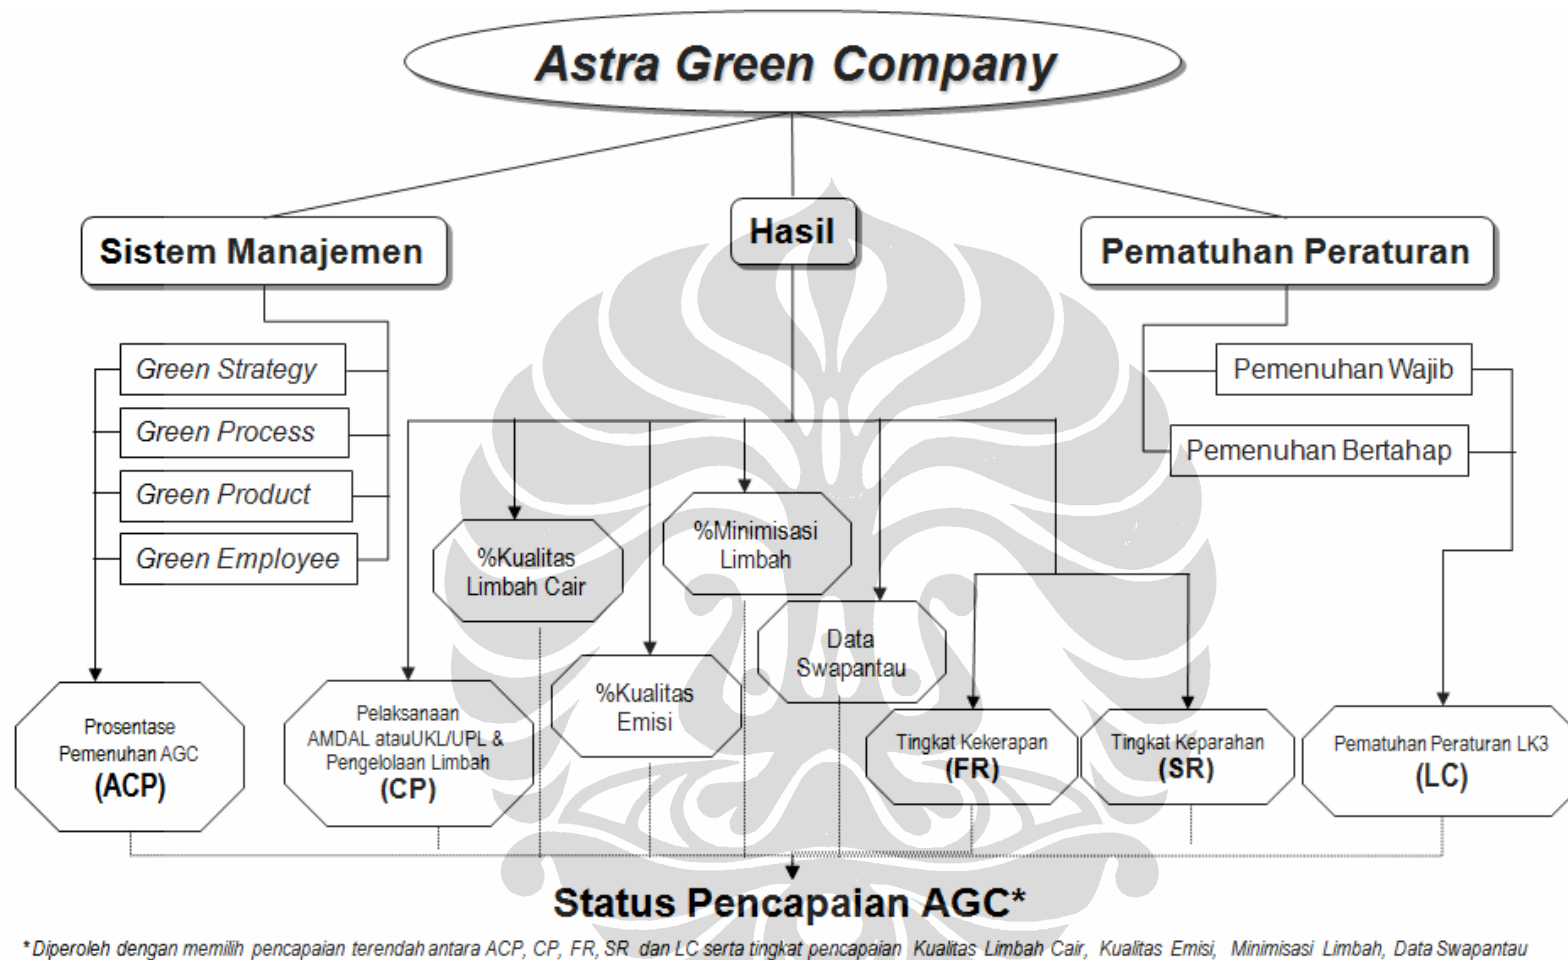 Astra Green Company
Sistem Manajemen
Hasil
Pematuhan Peraturan
Green Strategy
Green Process
Green Product
Green Employee
Pemenuhan Wajib
Pemenuhan Bertahap
%Kualitas
Limbah Cair
%Minimisasi
Limbah
%Kualitas
Emisi
Data
Swapantau
Prosentase
Pemenuhan AGC
(ACP)
Pelaksanaan
AMDAL atauUKL/UPL &
Pengelolaan Limbah
(CP)
Tingkat Kekerapan
(FR)
Tingkat Keparahan
(SR)
Pematuhan Peraturan LK3
(LC)
Status Pencapaian AGC*
*Diperoleh dengan memilih pencapaian terendah antara ACP, CP, FR, SR dan LC serta tingkat pencapaian Kualitas Limbah Cair, Kualitas Emisi, Minimisasi Limbah, Data Swapantau